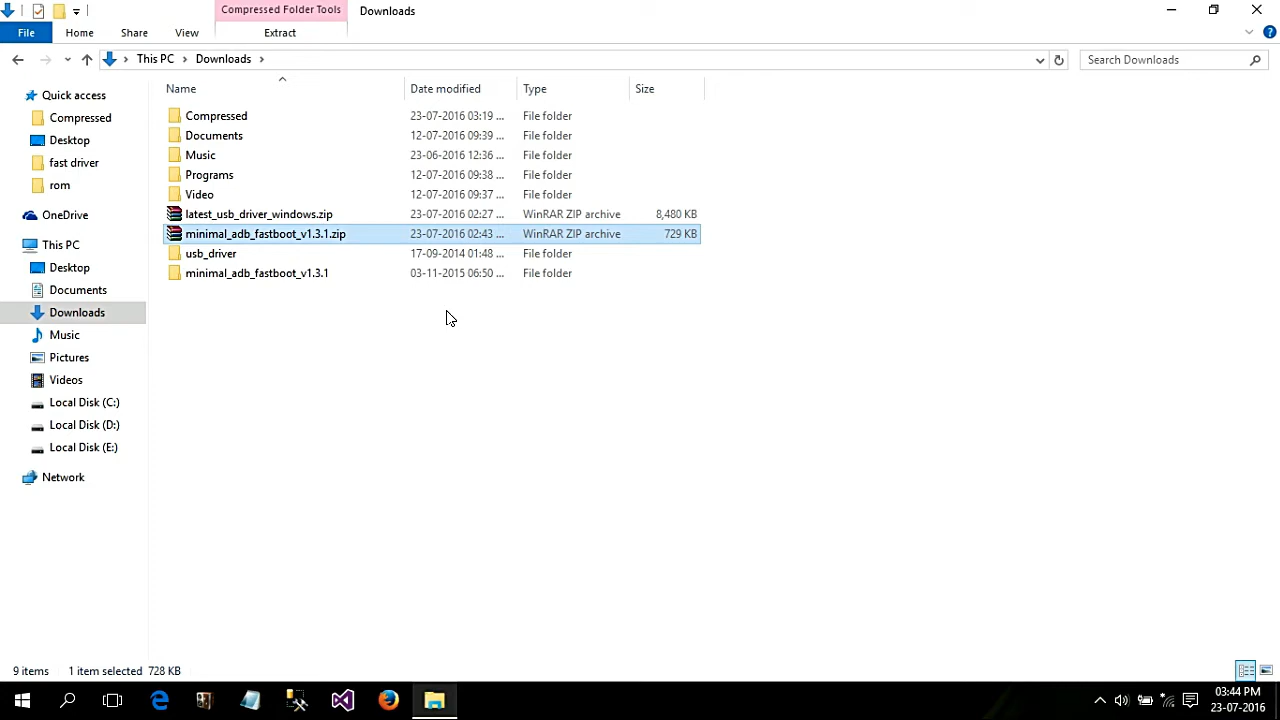 Compressed Folder Tools
Downloads
File
Home
Share
View
Extract
This PC
Downloads
Search Downloads
Name
Date modified
Type
Size
Quick access
Compressed
Desktop
fast driver
rom
OneDrive
This PC
Desktop
Documents
Downloads
Music
Pictures
Videos
Local Disk (C:)
Local Disk (D:)
Local Disk (E:)
Network
Compressed 23-07-2016 03:19 ... File folder
Documents 12-07-2016 09:39 ... File folder
Music 23-06-2016 12:36 ... File folder
Programs 12-07-2016 09:38 ... File folder
Video 12-07-2016 09:37 ... File folder
latest_usb_driver_windows.zip 23-07-2016 02:27 ... WinRAR ZIP archive 8,480 KB
minimal_adb_fastboot_v1.3.1.zip 23-07-2016 02:43 ... WinRAR ZIP archive 729 KB
usb_driver 17-09-2014 01:48 ... File folder
minimal_adb_fastboot_v1.3.1 03-11-2015 06:50 ... File folder
9 items 1 item selected 728 KB
03:44 PM
23-07-2016